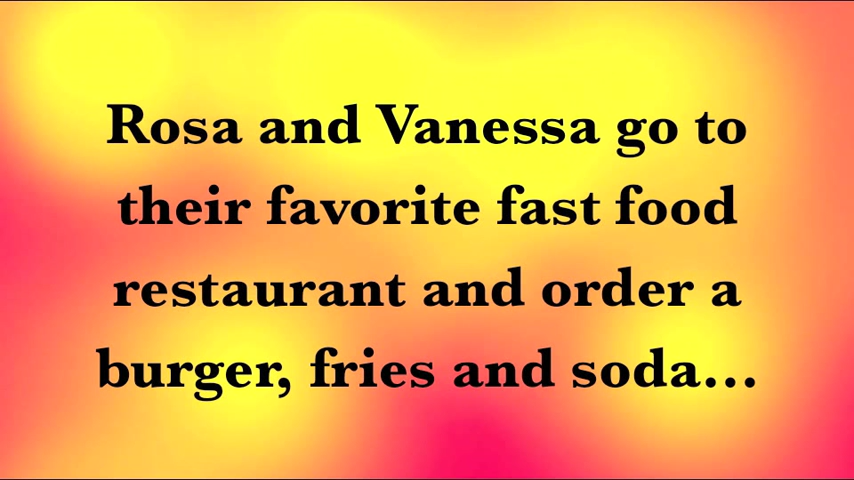 Rosa and Vanessa go to
their favorite fast food
restaurant and order a
burger, fries and soda...